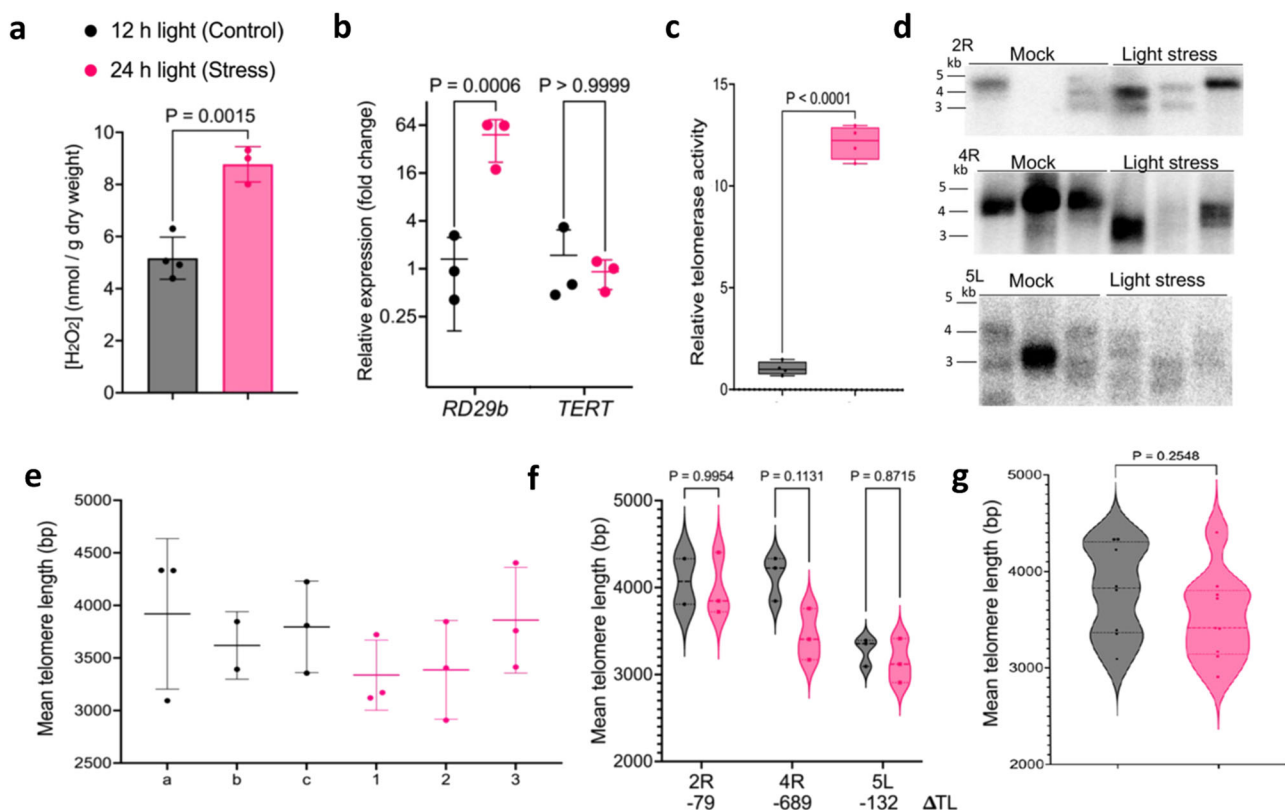 a
12 h light (Control)
24 h light (Stress)
P = 0.0015
[H₂O₂] (nmol / g dry weight)
10
8
6
4
2
0
b
P = 0.0006
P > 0.9999
Relative expression (fold change)
64
16
4
1
0.25
RD29b
TERT
c
P < 0.0001
Relative telomerase activity
15
10
5
0
d
2R
Mock
Light stress
kb
5
4
3
4R
Mock
Light stress
kb
5
4
3
5L
Mock
Light stress
kb
5
4
3
e
Mean telomere length (bp)
5000
4500
4000
3500
3000
2500
a b c 1 2 3
f
P = 0.9954 P = 0.1131 P = 0.8715
Mean telomere length (bp)
5000
4000
3000
2000
2R 4R 5L
-79 -689 -132 ΔTL
g
P = 0.2548
Mean telomere length (bp)
5000
4000
3000
2000